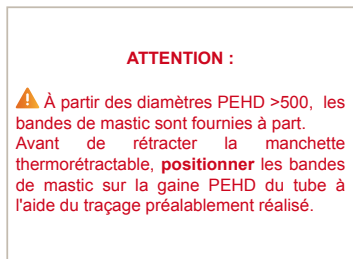 ATTENTION :
À partir des diamètres PEHD >500, les
bandes de mastic sont fournies à part.
Avant de rétracter la manchette
thermorétractable, positionner les bandes
de mastic sur la gaine PEHD du tube à
l'aide du traçage préalablement réalisé.